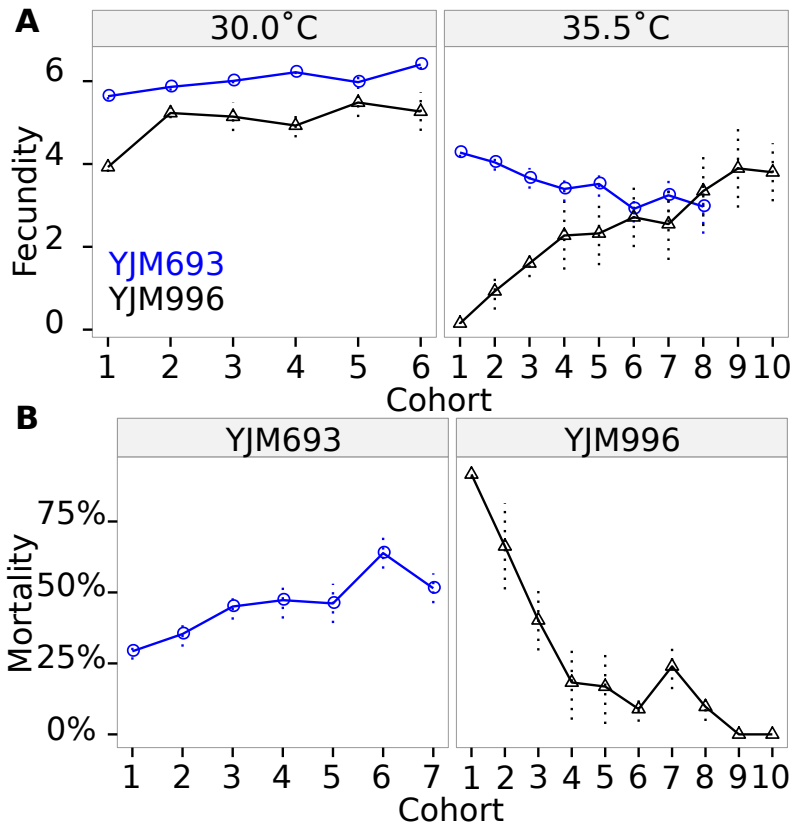 A
30.0˚C
35.5˚C
Fecundity
6
4
2
0
YJM693
YJM996
1 2 3 4 5 6
1 2 3 4 5 6 7 8 9 10
Cohort
B
YJM693
YJM996
Mortality
75%
50%
25%
0%
1 2 3 4 5 6 7
1 2 3 4 5 6 7 8 9 10
Cohort